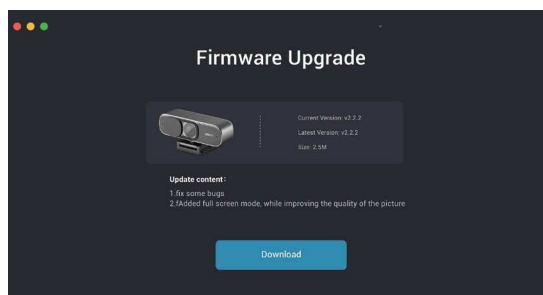 Firmware Upgrade
Current Version: v2.2.2
Latest Version: v2.2.2
Size: 2.5M
Update content:
1.fix some bugs
2.fAdded full screen mode, while improving the quality of the picture
Download